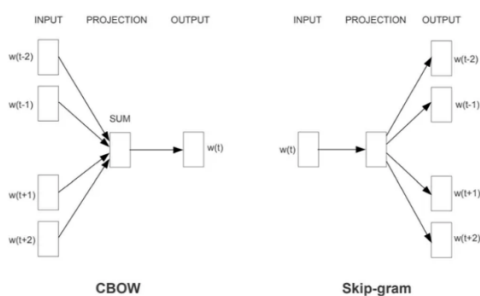 INPUT PROJECTION OUTPUT
w(t-2)
w(t-1)
SUM
w(t)
w(t+1)
w(t+2)
CBOW
INPUT PROJECTION OUTPUT
w(t-2)
w(t-1)
w(t)
w(t+1)
w(t+2)
Skip-gram